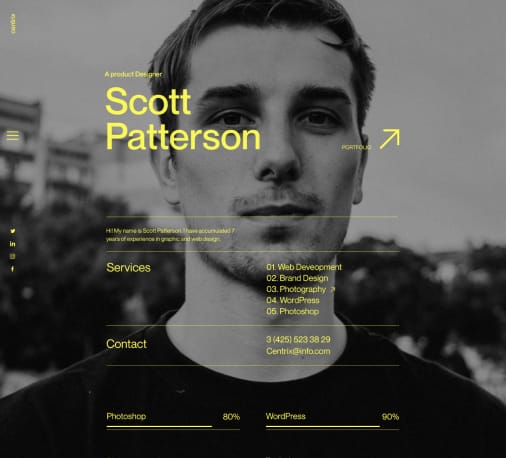 Centrix
A product Designer
Scott
Patterson
PORTFOLIO
Hi! My name is Scott Patterson. I have accumulated 7
years of experience in graphic and web design.
Services
01. Web Deveopment
02. Brand Design
03. Photography
04. WordPress
05. Photoshop
Contact
3 (425) 523 38 29
Centrix@info.com
Photoshop 80%
WordPress 90%